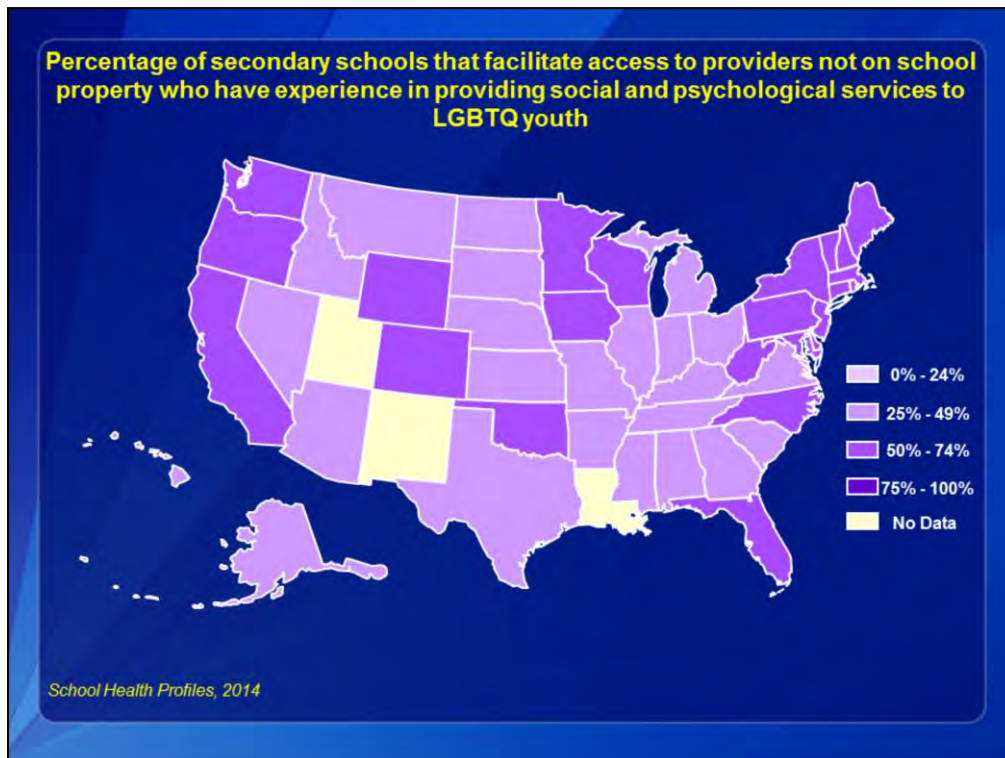 Percentage of secondary schools that facilitate access to providers not on school
property who have experience in providing social and psychological services to
LGBTQ youth
0% - 24%
25% - 49%
50% - 74%
75% - 100%
No Data
School Health Profiles, 2014